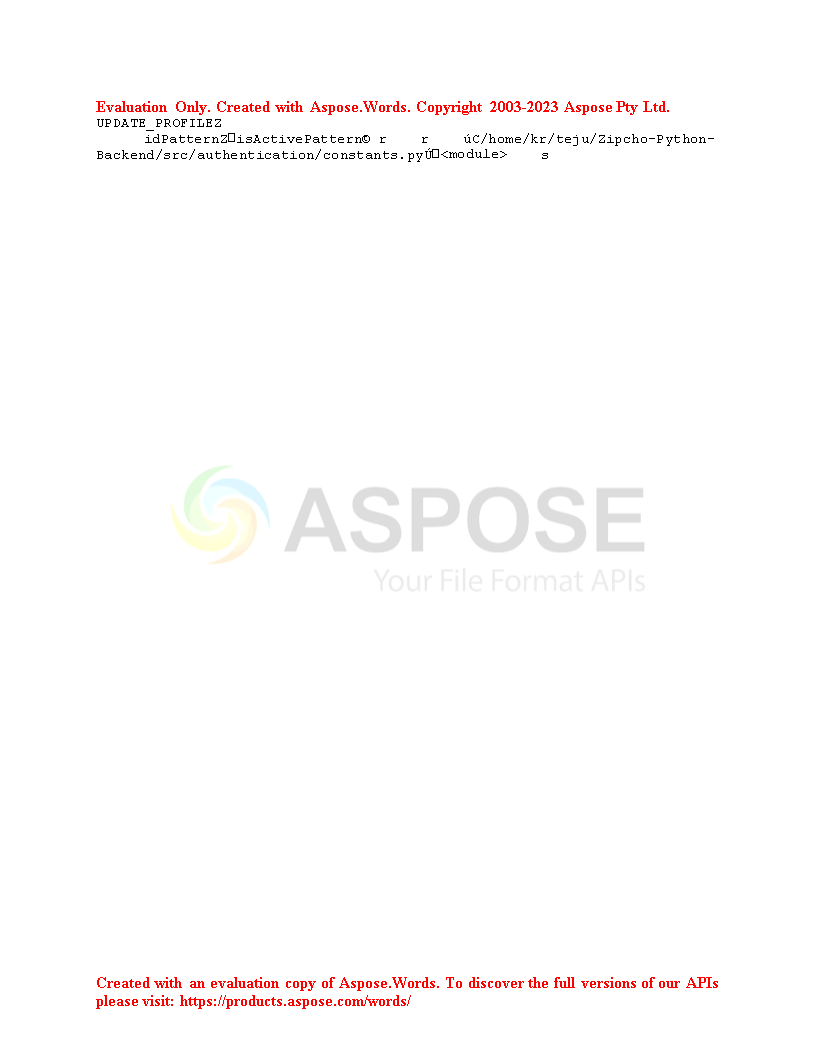 Evaluation Only. Created with Aspose.Words. Copyright 2003-2023 Aspose Pty Ltd.
UPDATE_PROFILEZ
idPatternZ□isActivePattern© r r úC/home/kr/teju/Zipcho-Python-
Backend/src/authentication/constants.pyÚ□<module> s
ASPOSE
Your File Format APIs
Created with an evaluation copy of Aspose.Words. To discover the full versions of our APIs
please visit: https://products.aspose.com/words/